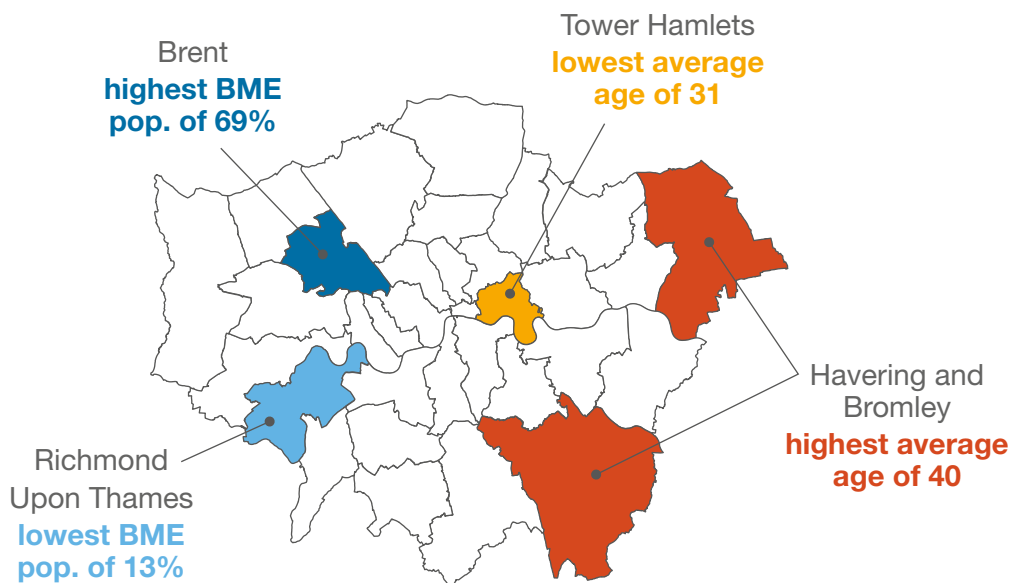 Brent
highest BME
pop. of 69%
Tower Hamlets
lowest average
age of 31
Havering and
Bromley
highest average
age of 40
Richmond
Upon Thames
lowest BME
pop. of 13%